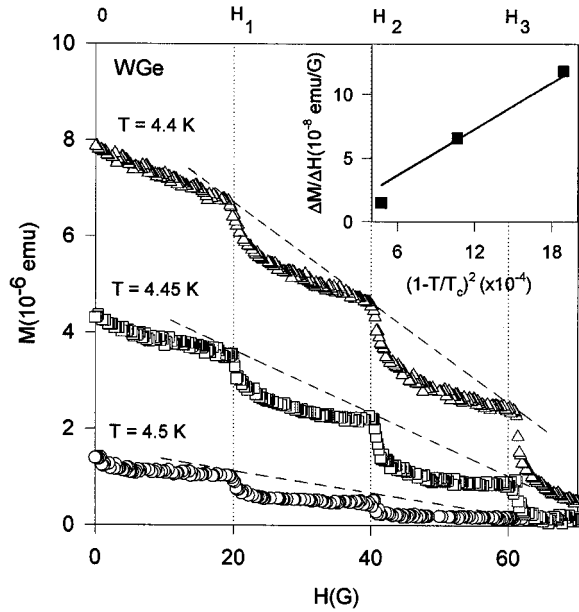 0 H1 H2 H3
WGe
T = 4.4 K
T = 4.45 K
T = 4.5 K
M(10-6 emu)
10
8
6
4
2
0
0 20 40 60
H(G)
ΔM/ΔH(10-8 emu/G)
10
5
0
6 12 18
(1-T/Tc)2 (x10-4)